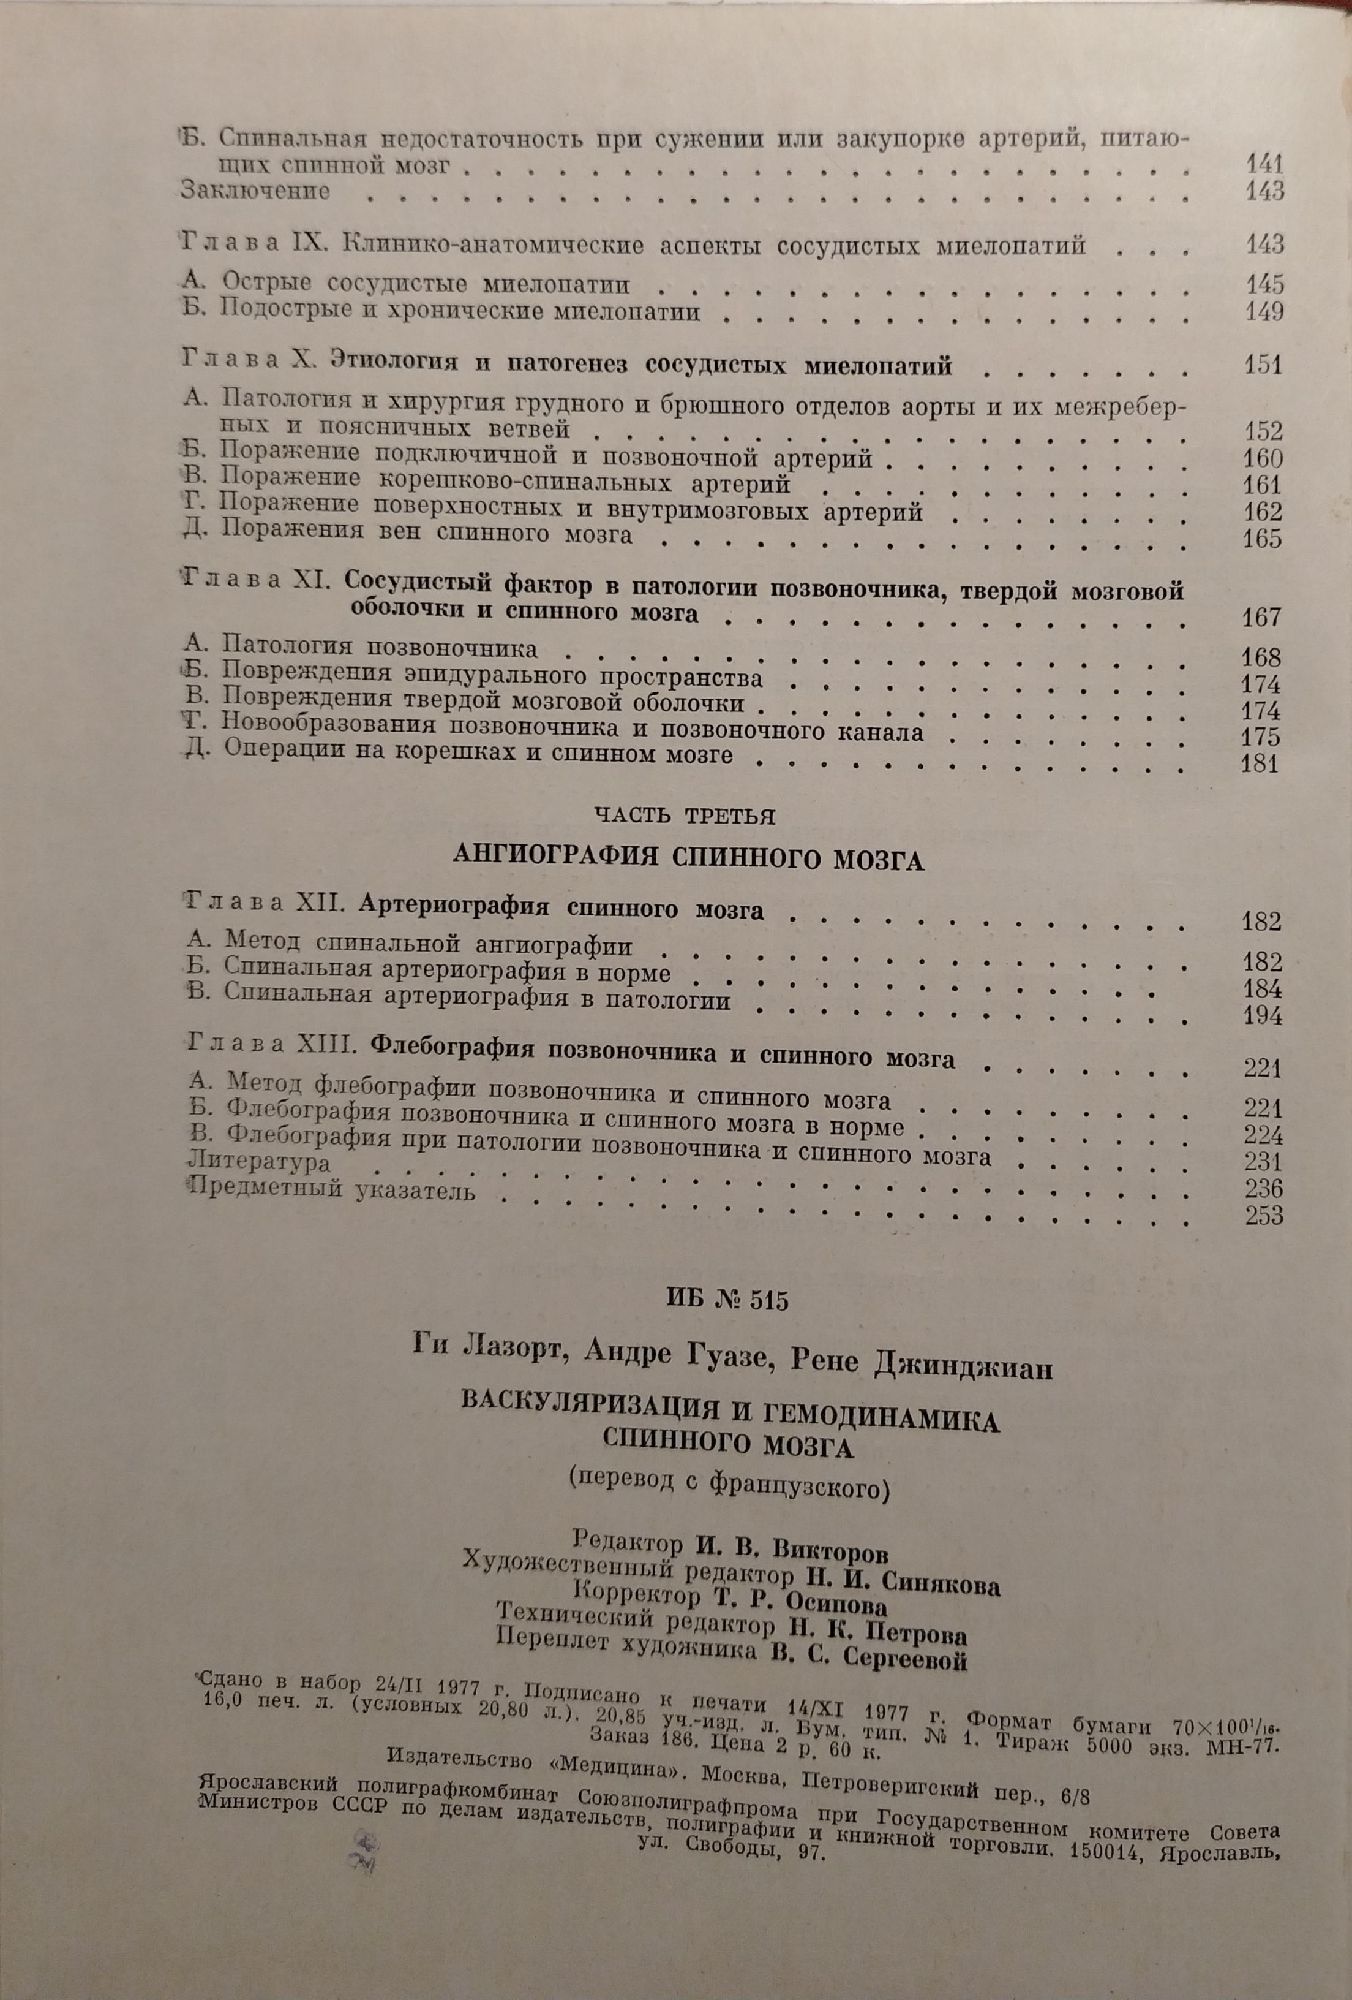 Б. Спинальная недостаточность при сужении или закупорке артерий, питаю-
щих спинной мозг . . . . . . . . . . . . . . . . . . . . . . . 141
Заключение . . . . . . . . . . . . . . . . . . . . . . . . . . 143
Глава IX. Клинико-анатомические аспекты сосудистых миелопатий . . . 143
А. Острые сосудистые миелопатии . . . . . . . . . . . . . . . . . 145
Б. Подострые и хронические миелопатии . . . . . . . . . . . . . . . 149
Глава X. Этиология и патогенез сосудистых миелопатий . . . . . . . 151
А. Патология и хирургия грудного и брюшного отделов аорты и их межребер-
ных и поясничных ветвей . . . . . . . . . . . . . . . . . . . 152
Б. Поражение подключичной и позвоночной артерий . . . . . . . . . . 160
В. Поражение корешково-спинальных артерий . . . . . . . . . . . . 161
Г. Поражение поверхностных и внутримозговых артерий . . . . . . . . 162
Д. Поражения вен спинного мозга . . . . . . . . . . . . . . . . . 165
Глава XI. Сосудистый фактор в патологии позвоночника, твердой мозговой
оболочки и спинного мозга . . . . . . . . . . . . . . . 167
А. Патология позвоночника . . . . . . . . . . . . . . . . . . . . 168
Б. Повреждения эпидурального пространства . . . . . . . . . . . . . 174
В. Повреждения твердой мозговой оболочки . . . . . . . . . . . . . . 174
Г. Новообразования позвоночника и позвоночного канала . . . . . . . . 175
Д. Операции на корешках и спинном мозге . . . . . . . . . . . . . . 181
ЧАСТЬ ТРЕТЬЯ
АНГИОГРАФИЯ СПИННОГО МОЗГА
Глава XII. Артериография спинного мозга . . . . . . . . . . . . . 182
А. Метод спинальной ангиографии . . . . . . . . . . . . . . . . . 182
Б. Спинальная артериография в норме . . . . . . . . . . . . . . . 184
В. Спинальная артериография в патологии . . . . . . . . . . . . . . 194
Глава XIII. Флебография позвоночника и спинного мозга . . . . . . . 221
А. Метод флебографии позвоночника и спинного мозга . . . . . . . . . 221
Б. Флебография позвоночника и спинного мозга в норме . . . . . . . . . 224
В. Флебография при патологии позвоночника и спинного мозга . . . . . . 231
Литература . . . . . . . . . . . . . . . . . . . . . . . . . . 236
Предметный указатель . . . . . . . . . . . . . . . . . . . . . . 253
ИБ № 515
Ги Лазорт, Андре Гуазе, Рене Джинджиан
ВАСКУЛЯРИЗАЦИЯ И ГЕМОДИНАМИКА
СПИННОГО МОЗГА
(перевод с французского)
Редактор И. В. Викторов
Художественный редактор Н. И. Синякова
Корректор Т. Р. Осипова
Технический редактор Н. К. Петрова
Переплет художника В. С. Сергеевой
Сдано в набор 24/II 1977 г. Подписано к печати 14/XI 1977 г. Формат бумаги 70×100¹/₁₆.
16,0 печ. л. (условных 20,80 л.). 20,85 уч.-изд. л. Бум. тип. № 1. Тираж 5000 экз. МН-77.
Заказ 186. Цена 2 р. 60 к.
Издательство «Медицина». Москва, Петроверигский пер., 6/8
Ярославский полиграфкомбинат Союзполиграфпрома при Государственном комитете Совета
Министров СССР по делам издательств, полиграфии и книжной торговли. 150014, Ярославль,
ул. Свободы, 97.